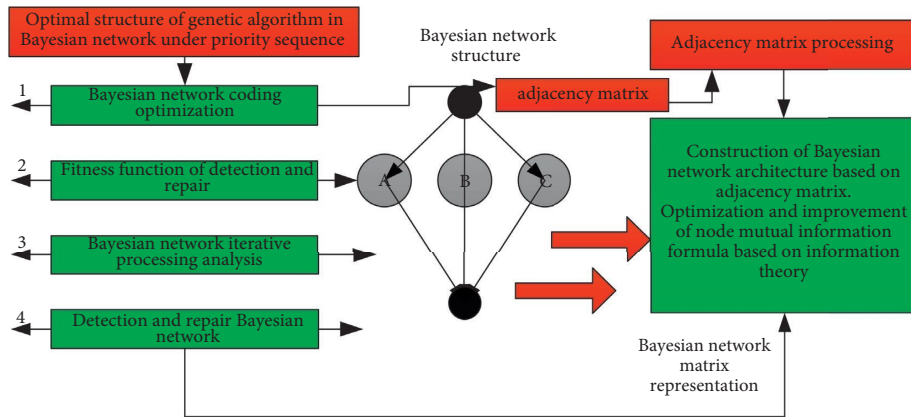 Optimal structure of genetic algorithm in
Bayesian network under priority sequence
Bayesian network
structure
Adjacency matrix processing
1
Bayesian network coding
optimization
adjacency matrix
2
Fitness function of detection and
repair
A
B
C
Construction of Bayesian
network architecture based on
adjacency matrix.
Optimization and improvement
of node mutual information
formula based on information
theory
3
Bayesian network iterative
processing analysis
4
Detection and repair Bayesian
network
Bayesian network
matrix
representation